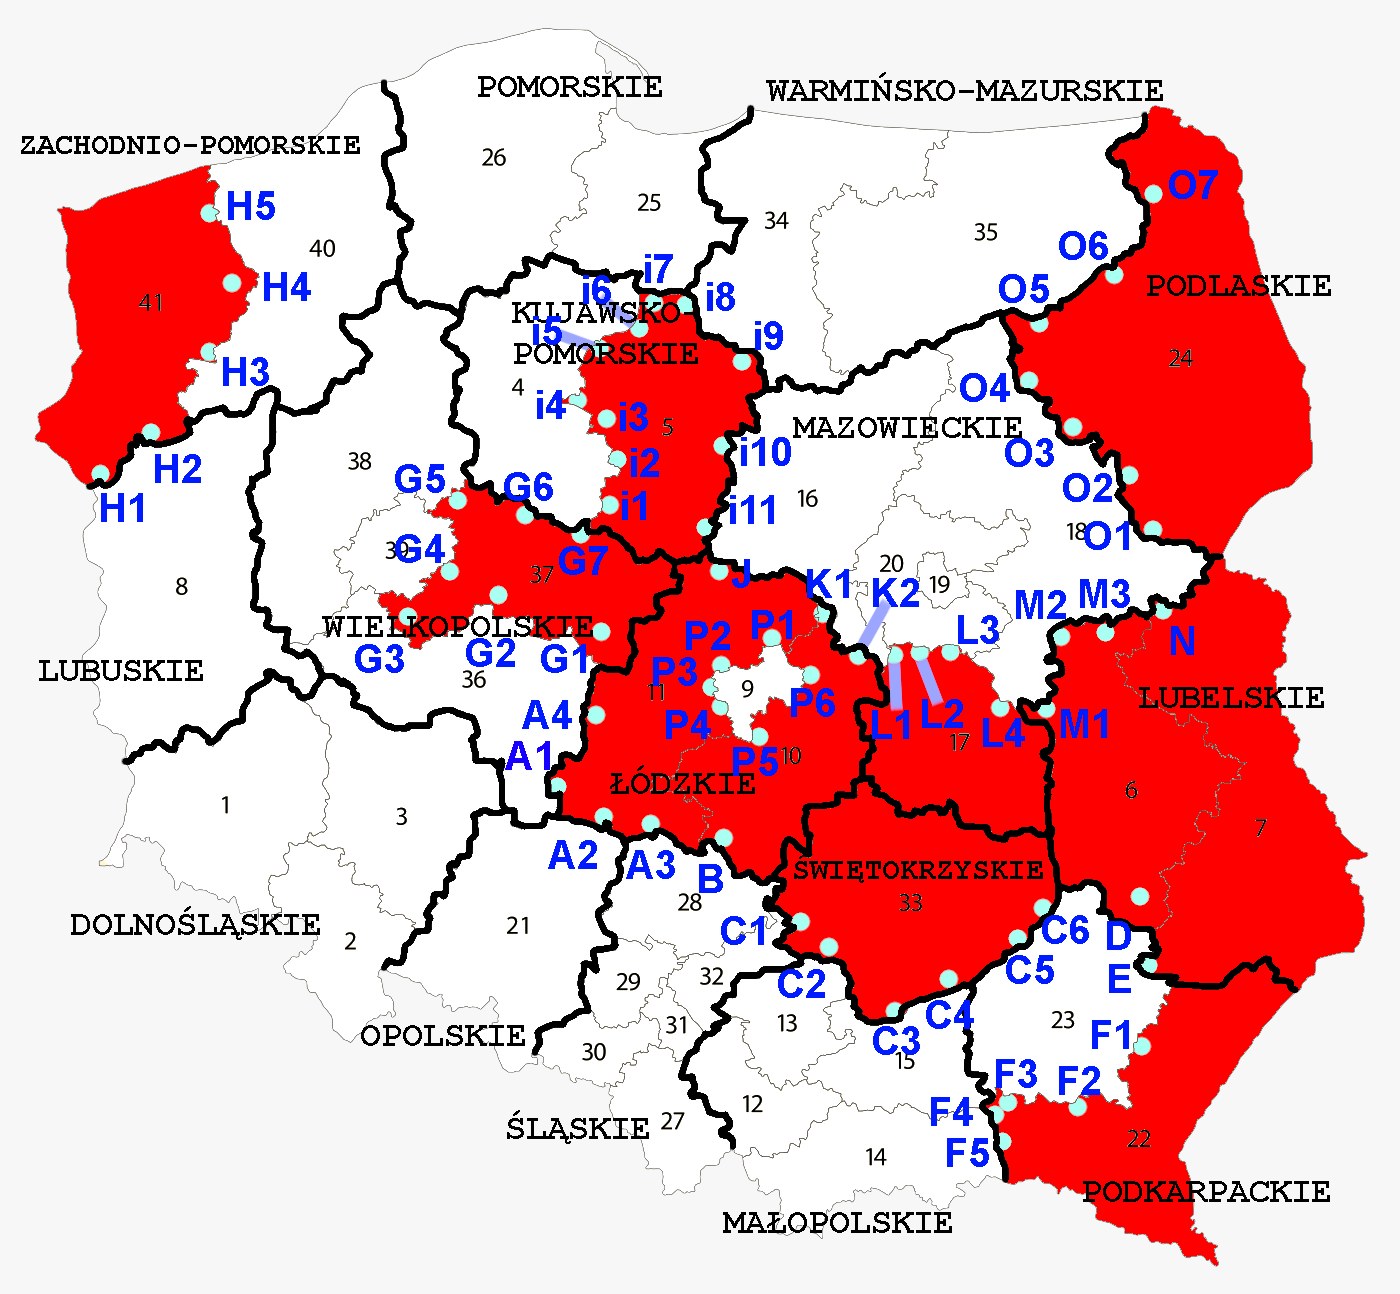 POMORSKIE
WARMIŃSKO-MAZURSKIE
ZACHODNIO-POMORSKIE
26
25
34
35
40
41
H5
H4
H3
H2
H1
O7
O6
O5
PODLASKIE
24
i7
i6
i8
KUJAWSKO
i5
POMORSKIE
i9
4
i4
i3
5
i2
i10
i1
i11
O4
MAZOWIECKIE
O3
O2
O1
16
18
20
19
38
G5
G6
39
G4
37
G7
8
WIELKOPOLSKIE
G3
G2
G1
36
LUBUSKIE
J
K1
K2
M2
M3
N
L3
P1
P2
P3
11
9
P4
P6
P5
10
L1
L2
17
L4
M1
LUBELSKIE
6
7
A4
A1
ŁÓDZKIE
1
3
A2
A3
B
28
C1
ŚWIĘTOKRZYSKIE
33
C6
D
DOLNOŚLĄSKIE
2
21
C2
C5
E
29
32
C4
C3
13
31
15
23
F1
OPOLSKIE
30
F3
F2
12
F4
ŚLĄSKIE
27
F5
14
22
PODKARPACKIE
MAŁOPOLSKIE